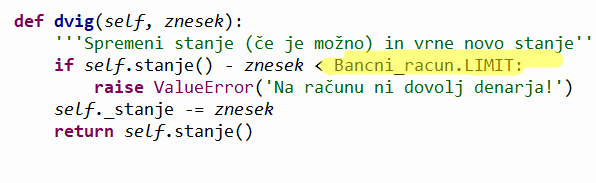 def dvig(self, znesek):
'''Spremeni stanje (če je možno) in vrne novo stanje''
if self.stanje() - znesek < Bancni_racun.LIMIT:
raise ValueError('Na računu ni dovolj denarja!')
self._stanje -= znesek
return self.stanje()